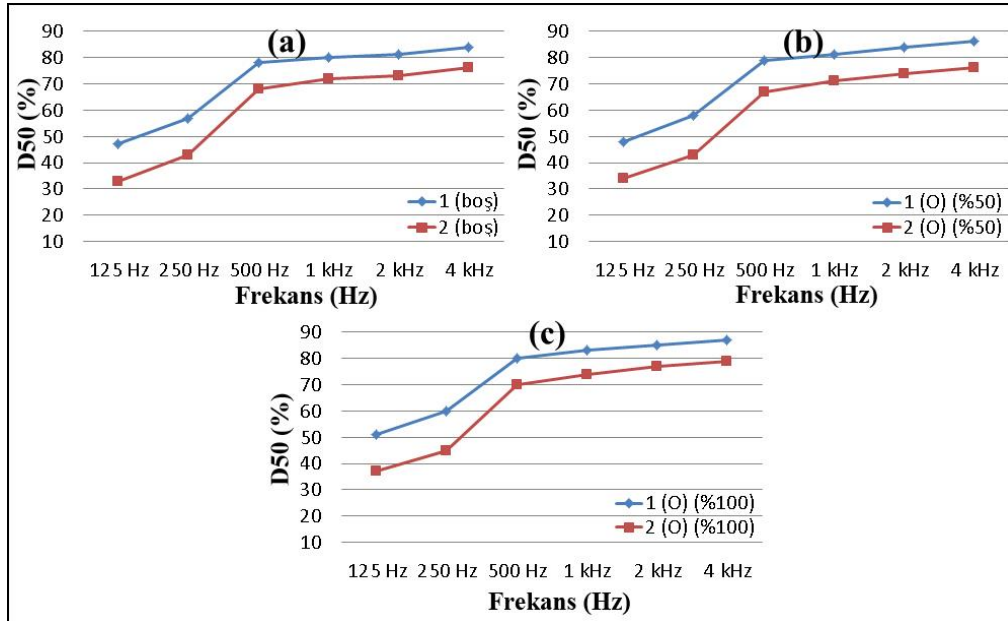 (a)
D50 (%)
90
80
70
60
50
40
30
20
10
1 (boş)
2 (boş)
125 Hz 250 Hz 500 Hz 1 kHz 2 kHz 4 kHz
Frekans (Hz)
(b)
D50 (%)
90
80
70
60
50
40
30
20
10
1 (O) (%50)
2 (O) (%50)
125 Hz 250 Hz 500 Hz 1 kHz 2 kHz 4 kHz
Frekans (Hz)
(c)
D50 (%)
90
80
70
60
50
40
30
20
10
1 (O) (%100)
2 (O) (%100)
125 Hz 250 Hz 500 Hz 1 kHz 2 kHz 4 kHz
Frekans (Hz)